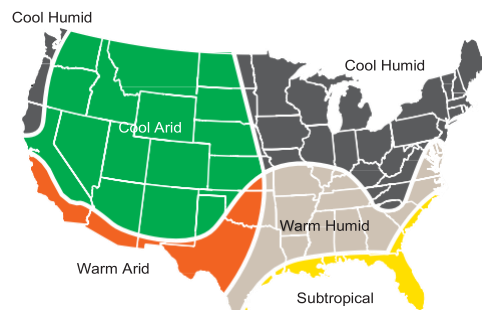 Cool Humid
Cool Humid
Cool Arid
Warm Humid
Warm Arid
Subtropical